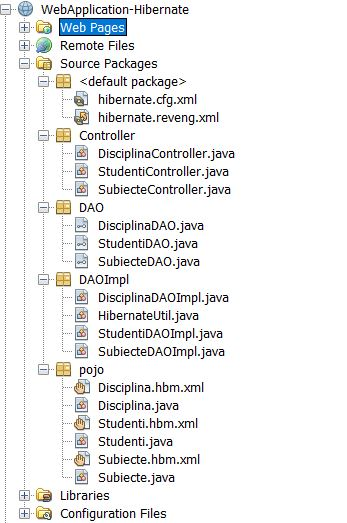 WebApplication-Hibernate
Web Pages
Remote Files
Source Packages
<default package>
hibernate.cfg.xml
hibernate.reveng.xml
Controller
DisciplinaController.java
StudentiController.java
SubiecteController.java
DAO
DisciplinaDAO.java
StudentiDAO.java
SubiecteDAO.java
DAOImpl
DisciplinaDAOImpl.java
HibernateUtil.java
StudentiDAOImpl.java
SubiecteDAOImpl.java
pojo
Disciplina.hbm.xml
Disciplina.java
Studenti.hbm.xml
Studenti.java
Subiecte.hbm.xml
Subiecte.java
Libraries
Configuration Files